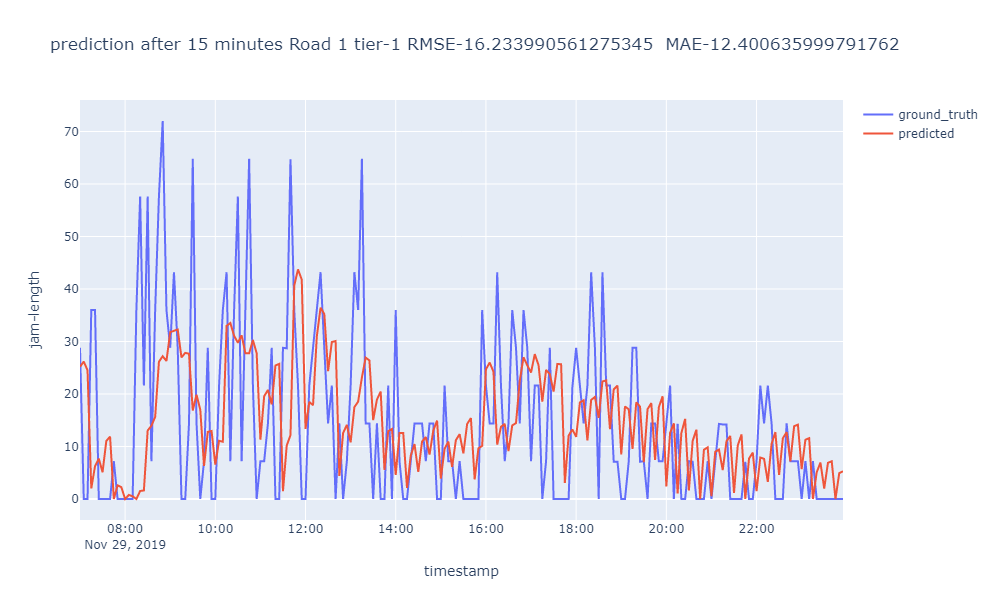 prediction after 15 minutes Road 1 tier-1 RMSE-16.233990561275345  MAE-12.400635999791762
ground_truth
predicted
70
60
50
40
30
20
10
0
jam-length
08:00 10:00 12:00 14:00 16:00 18:00 20:00 22:00
Nov 29, 2019
timestamp